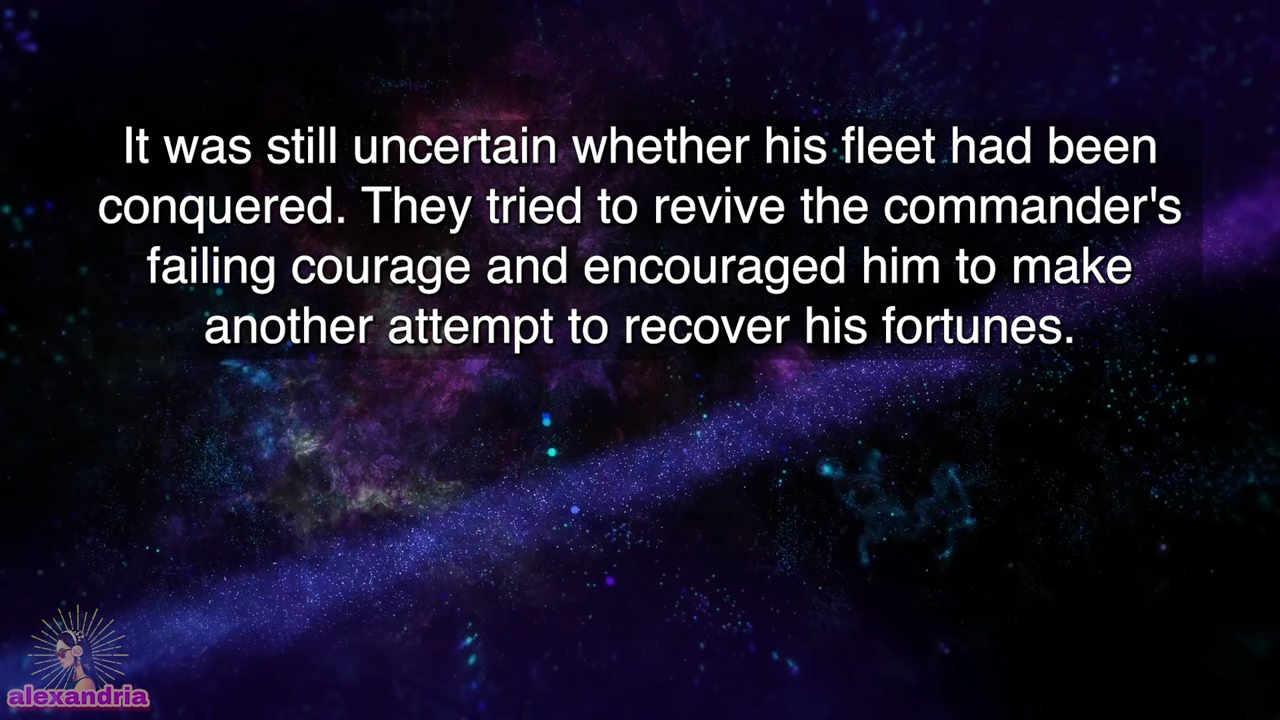 It was still uncertain whether his fleet had been
conquered. They tried to revive the commander's
failing courage and encouraged him to make
another attempt to recover his fortunes.
alexandria